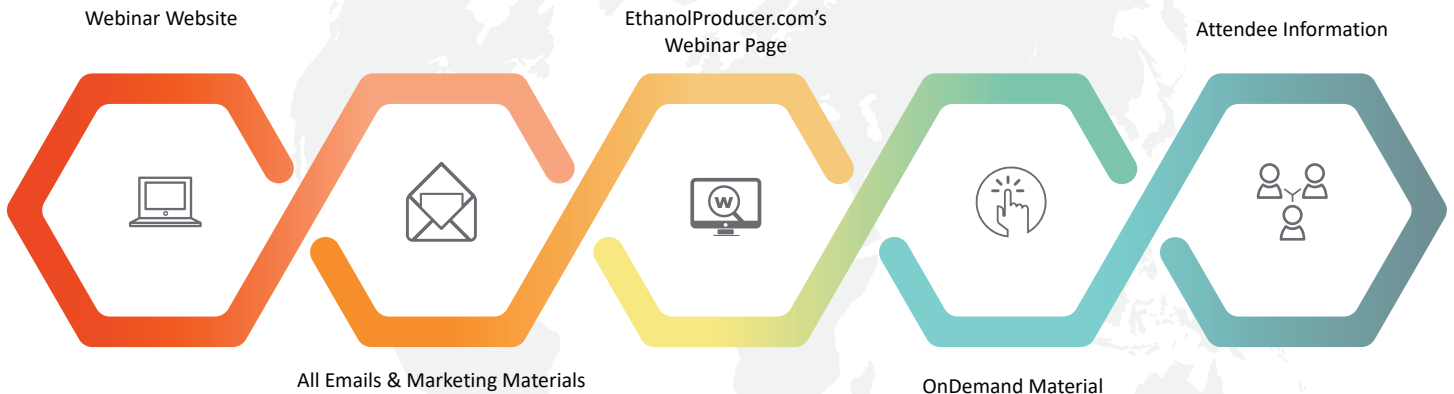 Webinar Website
EthanolProducer.com's
Webinar Page
Attendee Information
W
All Emails & Marketing Materials
OnDemand Material